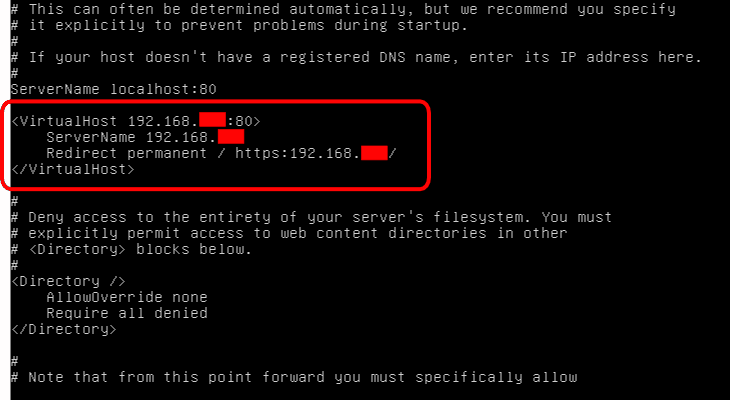 # This can often be determined automatically, but we recommend you specify
# it explicitly to prevent problems during startup.
#
# If your host doesn't have a registered DNS name, enter its IP address here.
#
ServerName localhost:80
<VirtualHost 192.168. :80>
ServerName 192.168.
Redirect permanent / https:192.168. /
</VirtualHost>
#
# Deny access to the entirety of your server's filesystem. You must
# explicitly permit access to web content directories in other
# <Directory> blocks below.
#
<Directory />
AllowOverride none
Require all denied
</Directory>
#
# Note that from this point forward you must specifically allow